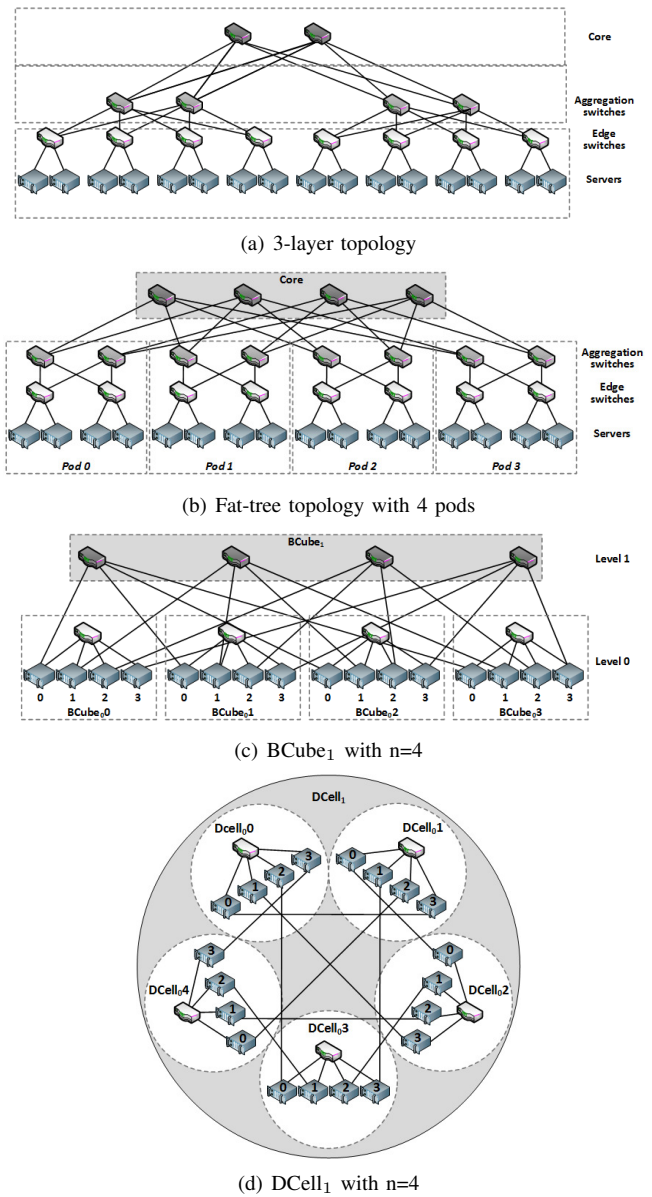 Core
Aggregation
switches
Edge
switches
Servers
(a) 3-layer topology
Core
Aggregation
switches
Edge
switches
Servers
Pod 0 Pod 1 Pod 2 Pod 3
(b) Fat-tree topology with 4 pods
BCube₁
Level 1
Level 0
0 1 2 3 0 1 2 3 0 1 2 3 0 1 2 3
BCube₀0 BCube₀1 BCube₀2 BCube₀3
(c) BCube₁ with n=4
DCell₁
Dcell₀0
3
2
1
0
DCell₀1
0
1
2
3
DCell₀4
3
2
1
0
DCell₀2
0
1
2
3
DCell₀3
0 1 2 3
(d) DCell₁ with n=4